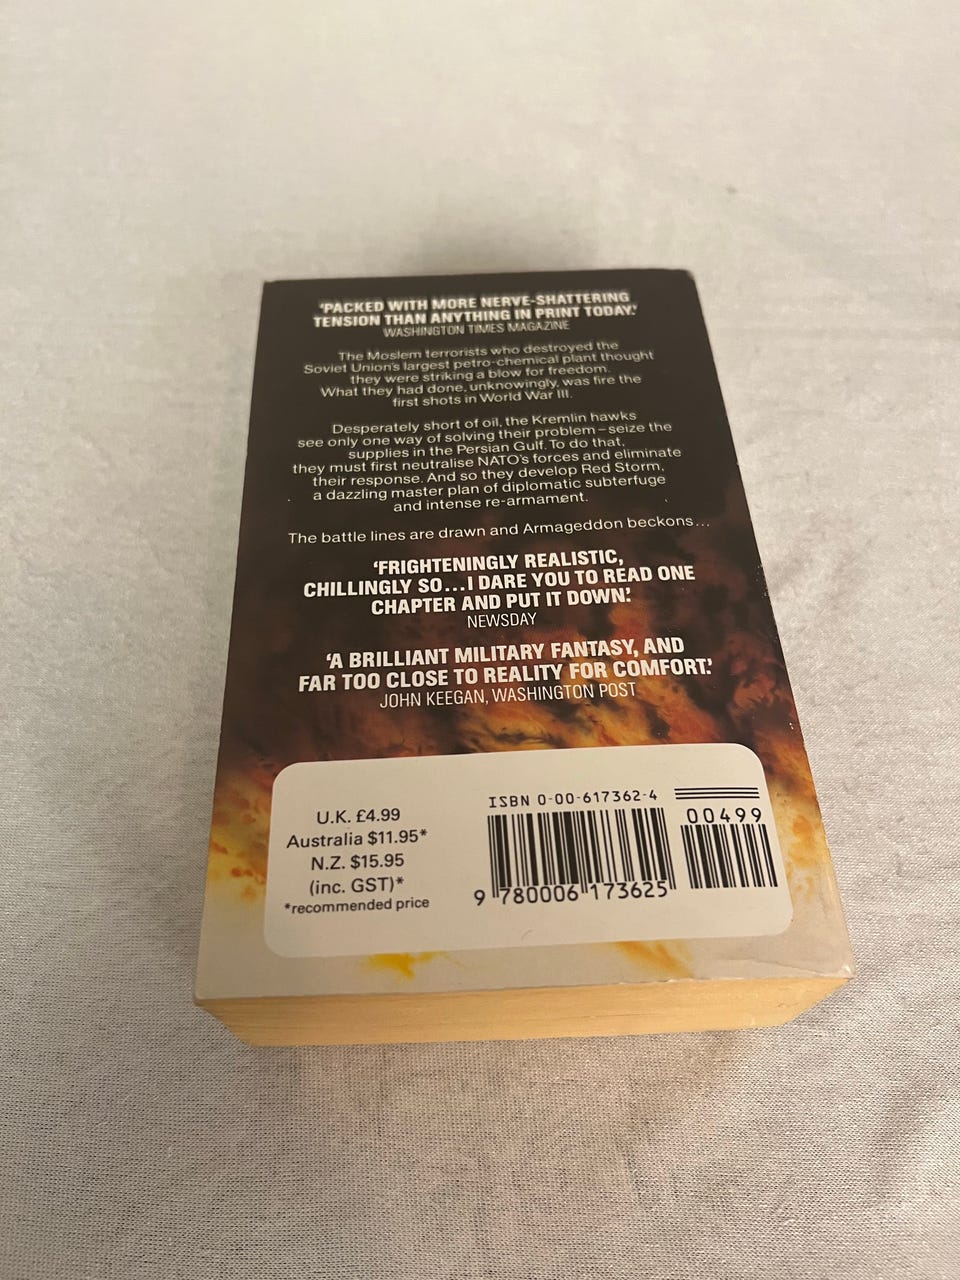 'PACKED WITH MORE NERVE-SHATTERING
TENSION THAN ANYTHING IN PRINT TODAY.'
WASHINGTON TIMES MAGAZINE
The Moslem terrorists who destroyed the
Soviet Union's largest petro-chemical plant thought
they were striking a blow for freedom.
What they had done, unknowingly, was fire the
first shots in World War III.
Desperately short of oil, the Kremlin hawks
see only one way of solving their problem – seize the
supplies in the Persian Gulf. To do that,
they must first neutralise NATO's forces and eliminate
their response. And so they develop Red Storm,
a dazzling master plan of diplomatic subterfuge
and intense re-armament.
The battle lines are drawn and Armageddon beckons...
'FRIGHTENINGLY REALISTIC,
CHILLINGLY SO...I DARE YOU TO READ ONE
CHAPTER AND PUT IT DOWN.'
NEWSDAY
'A BRILLIANT MILITARY FANTASY, AND
FAR TOO CLOSE TO REALITY FOR COMFORT.'
JOHN KEEGAN, WASHINGTON POST
U.K. £4.99
Australia $11.95*
N.Z. $15.95
(inc. GST)*
*recommended price
ISBN 0-00-617362-4
00499
9 780006 173625